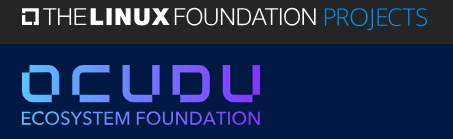 THE LINUX FOUNDATION PROJECTS
OCUDU
ECOSYSTEM FOUNDATION